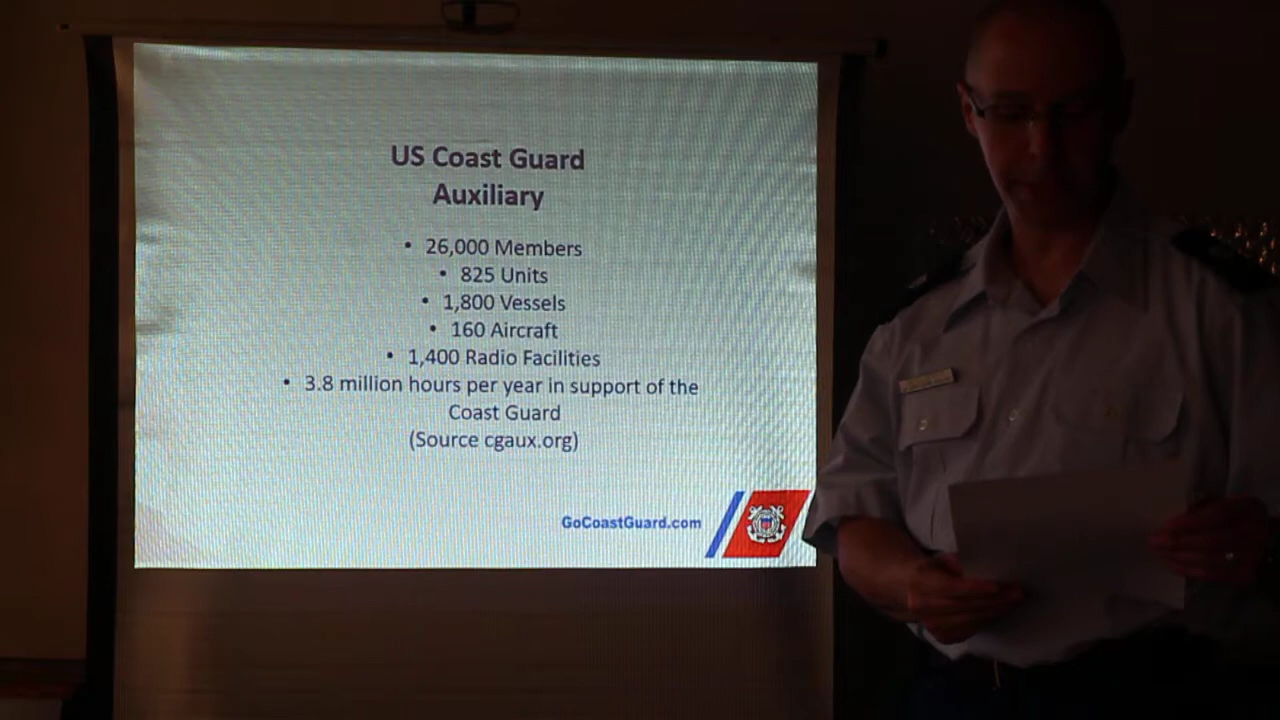 US Coast Guard
Auxiliary
• 26,000 Members
• 825 Units
• 1,800 Vessels
• 160 Aircraft
• 1,400 Radio Facilities
• 3.8 million hours per year in support of the
Coast Guard
(Source cgaux.org)
GoCoastGuard.com